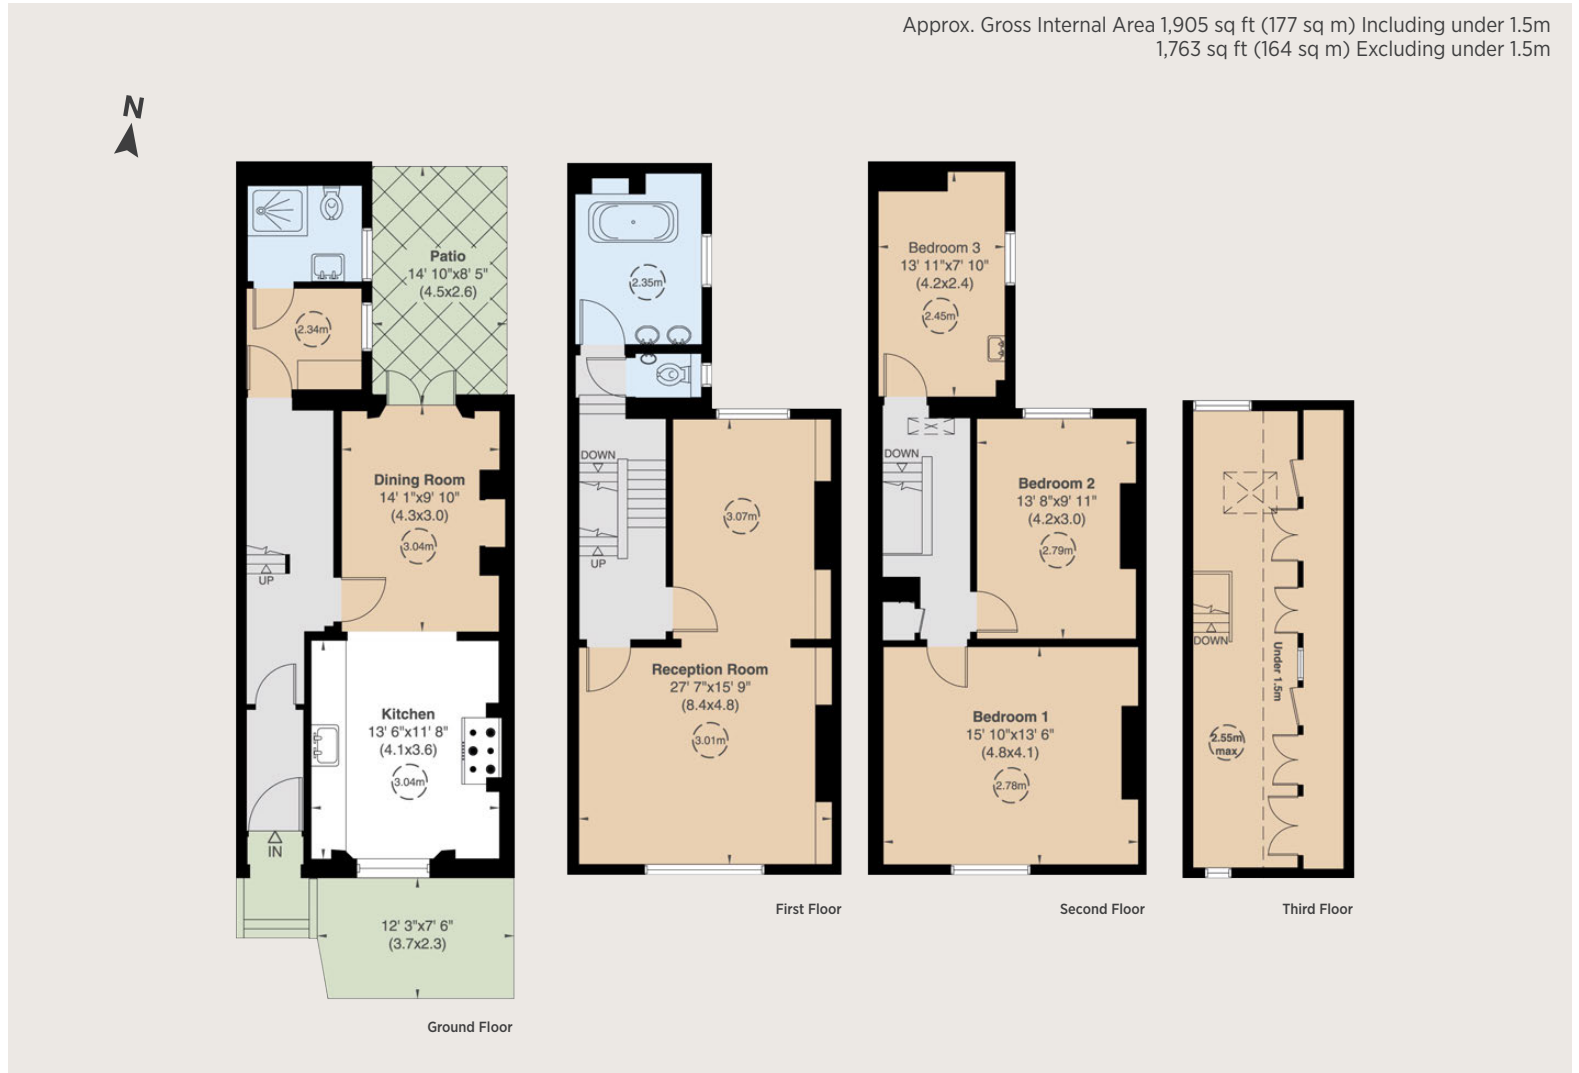 Approx. Gross Internal Area 1,905 sq ft (177 sq m) Including under 1.5m
1,763 sq ft (164 sq m) Excluding under 1.5m
N
Patio
14' 10"x8' 5"
(4.5x2.6)
2.34m
Dining Room
14' 1"x9' 10"
(4.3x3.0)
3.04m
UP
Kitchen
13' 6"x11' 8"
(4.1x3.6)
3.04m
IN
12' 3"x7' 6"
(3.7x2.3)
Ground Floor
2.35m
DOWN
UP
3.07m
Reception Room
27' 7"x15' 9"
(8.4x4.8)
3.01m
First Floor
Bedroom 3
13' 11"x7' 10"
(4.2x2.4)
2.45m
DOWN
Bedroom 2
13' 8"x9' 11"
(4.2x3.0)
2.79m
Bedroom 1
15' 10"x13' 6"
(4.8x4.1)
2.78m
Second Floor
DOWN
Under 1.5m
2.55m
max
Third Floor